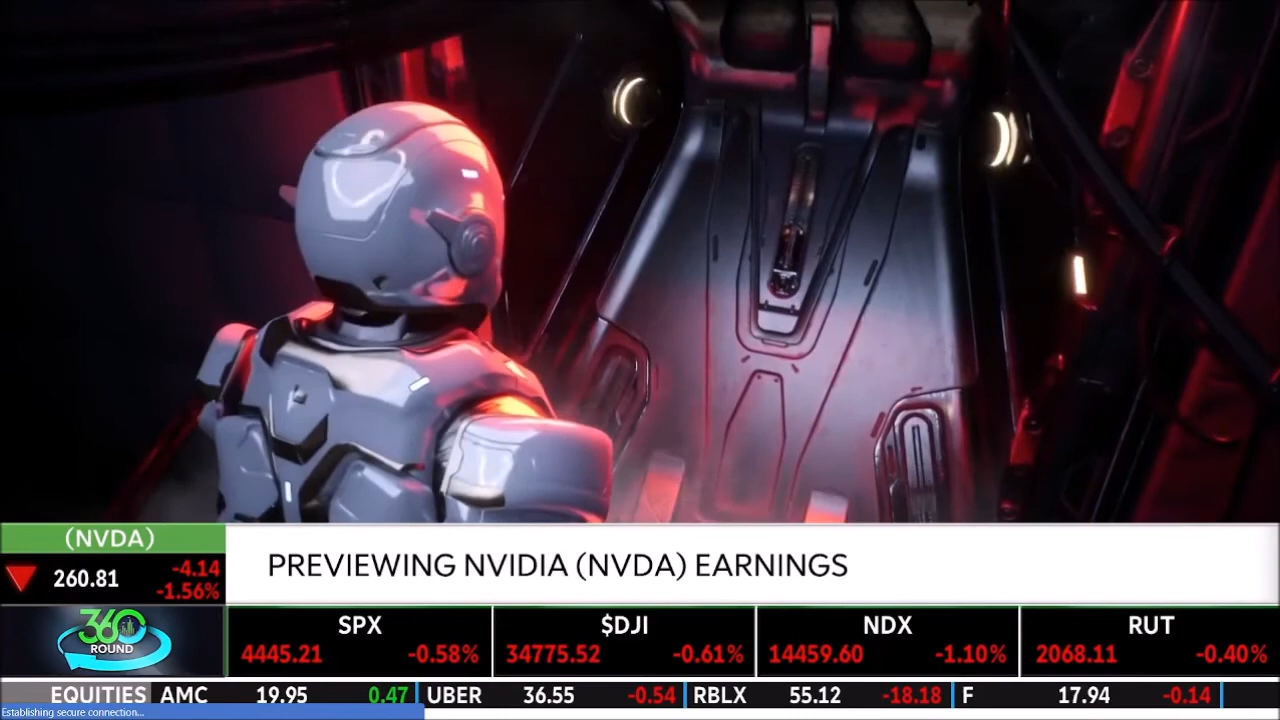 (NVDA)
260.81 -4.14
-1.56%
PREVIEWING NVIDIA (NVDA) EARNINGS
360
ROUND
SPX $DJI NDX RUT
4445.21 -0.58% 34775.52 -0.61% 14459.60 -1.10% 2068.11 -0.40%
EQUITIES AMC 19.95 0.47 UBER 36.55 -0.54 RBLX 55.12 -18.18 F 17.94 -0.14
Establishing secure connection...